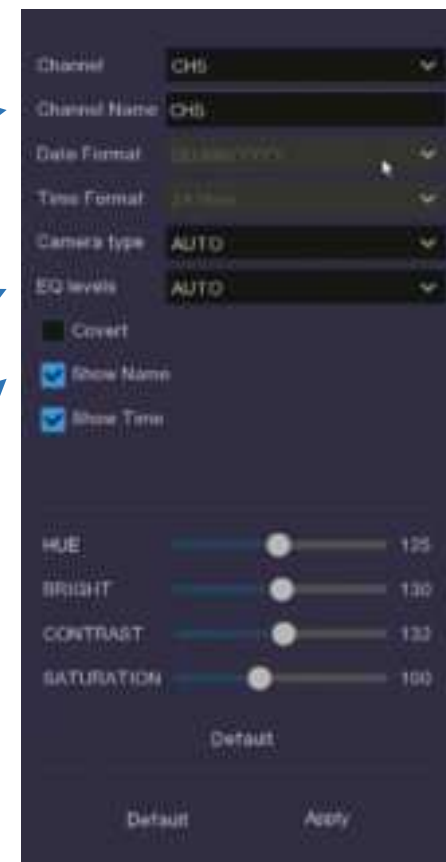 Channel CH5
Channel Name CH5
Date Format
Time Format
Camera type AUTO
EQ levels AUTO
Covert
Show Name
Show Time
HUE 125
BRIGHT 130
CONTRAST 132
SATURATION 100
Default
Default Apply